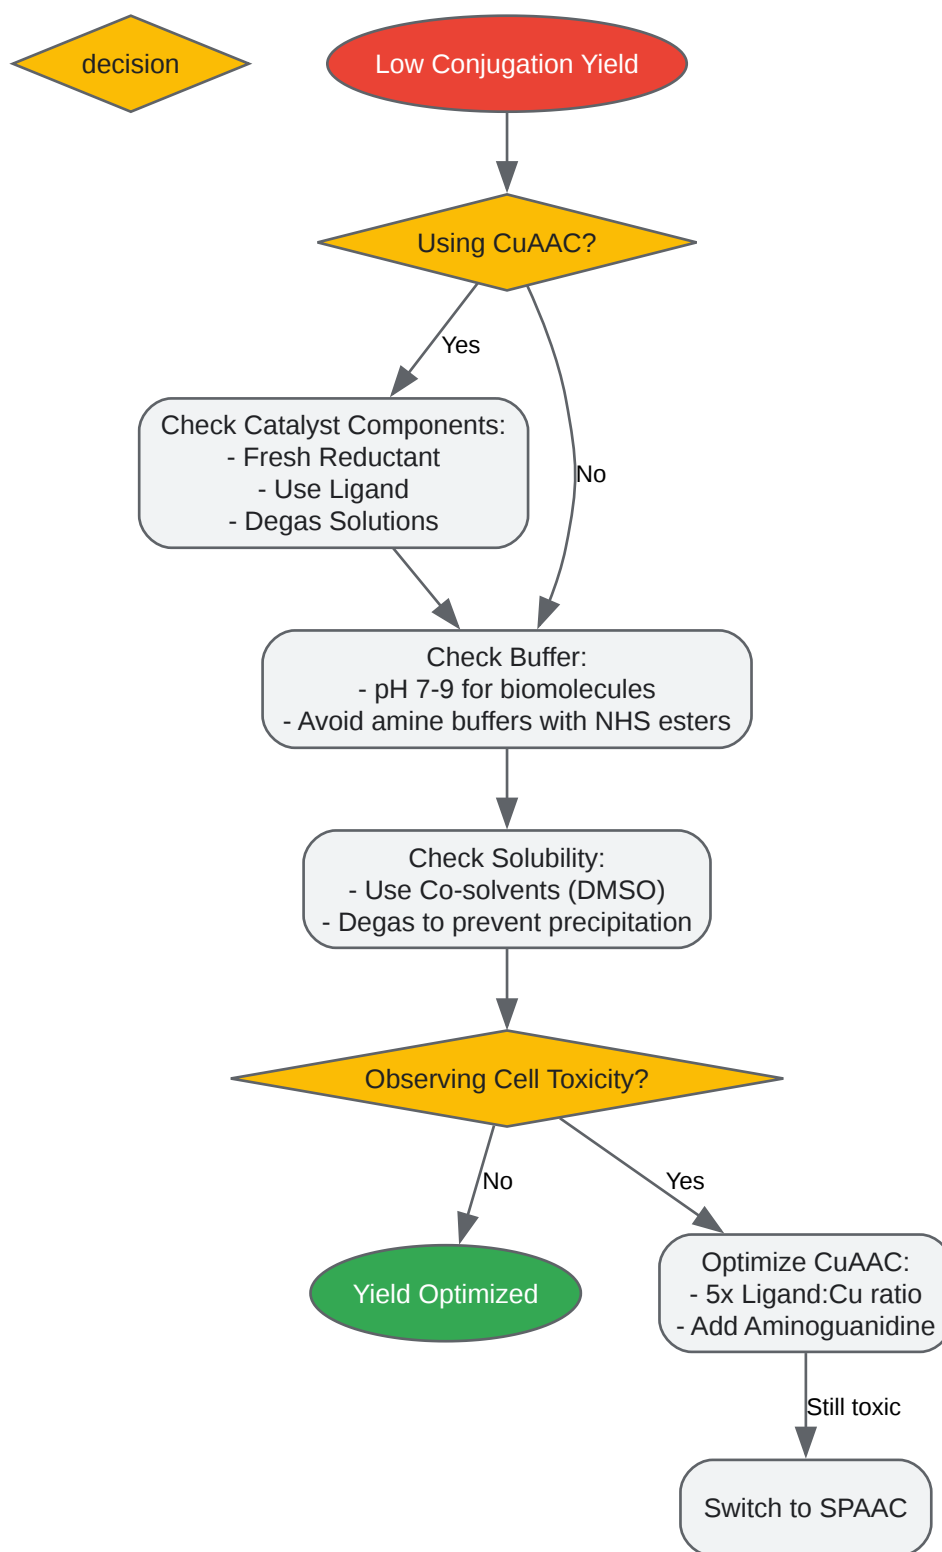 decision
Low Conjugation Yield
Using CuAAC?
Yes
No
Check Catalyst Components:
- Fresh Reductant
- Use Ligand
- Degas Solutions
Check Buffer:
- pH 7-9 for biomolecules
- Avoid amine buffers with NHS esters
Check Solubility:
- Use Co-solvents (DMSO)
- Degas to prevent precipitation
Observing Cell Toxicity?
No
Yes
Yield Optimized
Optimize CuAAC:
- 5x Ligand:Cu ratio
- Add Aminoguanidine
Still toxic
Switch to SPAAC